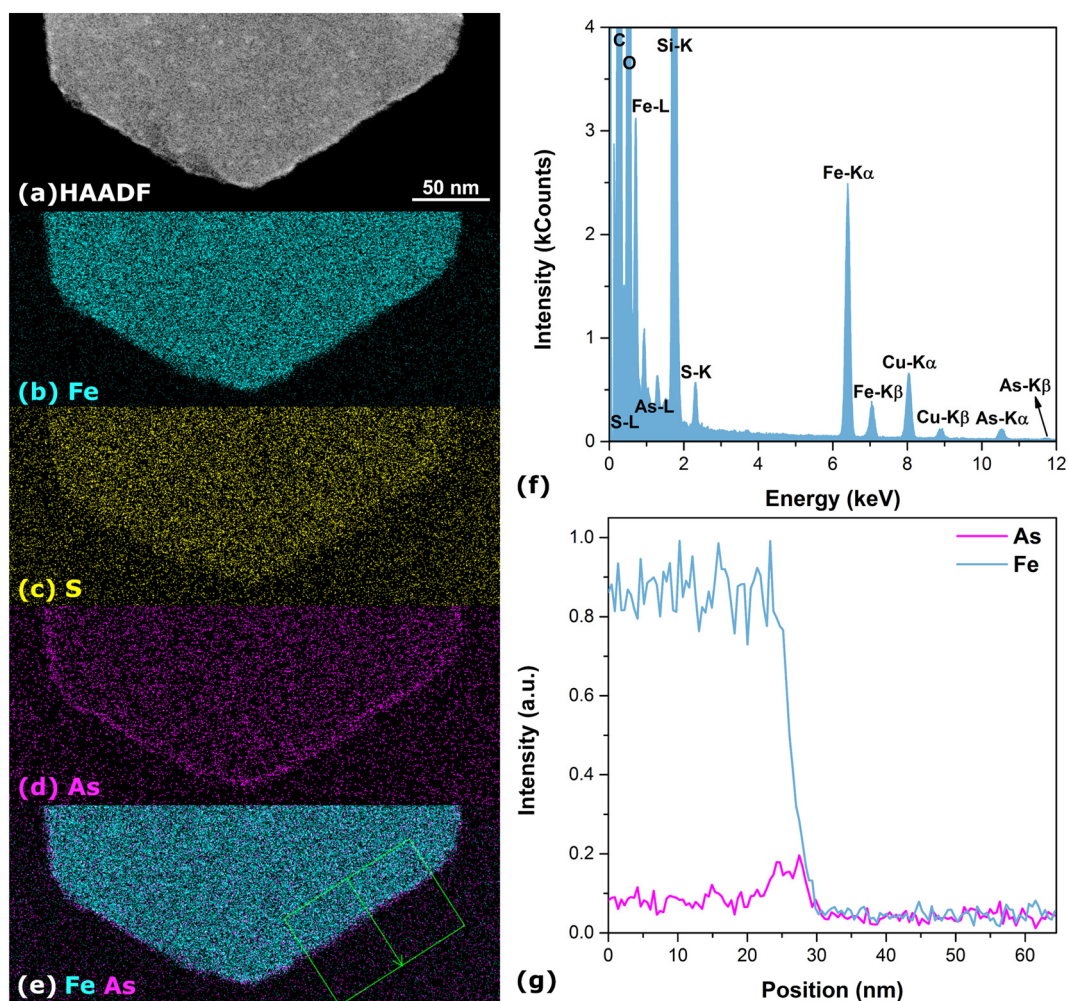 (a)HAADF
50 nm
(b) Fe
(c) S
(d) As
(e) Fe As
4
3
2
1
0
Intensity (kCounts)
C
O
Si-K
Fe-L
S-L
As-L
S-K
Fe-Kα
Fe-Kβ
Cu-Kα
Cu-Kβ
As-Kα
As-Kβ
0 2 4 6 8 10 12
Energy (keV)
(f)
1.0
0.8
0.6
0.4
0.2
0.0
Intensity (a.u.)
As
Fe
0 10 20 30 40 50 60
Position (nm)
(g)